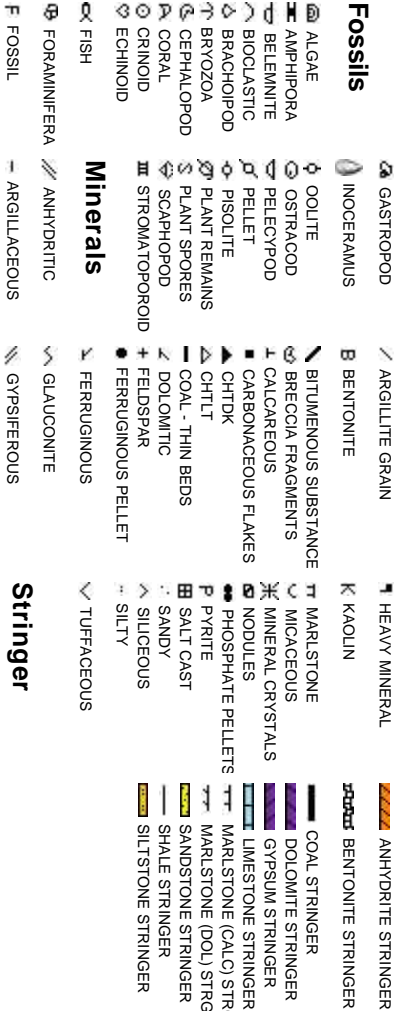 Fossils
ALGAE
AMPHIPORA
BELEMNITE
BIOCLASTIC
BRACHIOPOD
BRYOZOA
CEPHALOPOD
CORAL
CRINOID
ECHINOID
FISH
FORAMINIFERA
F FOSSIL
GASTROPOD
INOCERAMUS
OOLITE
OSTRACOD
PELECYPOD
PELLET
PISOLITE
PLANT REMAINS
PLANT SPORES
SCAPHOPOD
STROMATOPOROID
Minerals
ANHYDRITIC
ARGILLACEOUS
ARGILLITE GRAIN
B BENTONITE
BITUMENOUS SUBSTANCE
BRECCIA FRAGMENTS
CALCAREOUS
CARBONACEOUS FLAKES
CHTDK
CHTLT
COAL - THIN BEDS
DOLOMITIC
FELDSPAR
FERRUGINOUS PELLET
FERRUGINOUS
GLAUCONITE
GYPSIFEROUS
HEAVY MINERAL
K KAOLIN
MARLSTONE
MICACEOUS
MINERAL CRYSTALS
NODULES
PHOSPHATE PELLETS
P PYRITE
SALT CAST
SANDY
SILICEOUS
SILTY
TUFFACEOUS
Stringer
ANHYDRITE STRINGER
BENTONITE STRINGER
COAL STRINGER
DOLOMITE STRINGER
GYPSUM STRINGER
LIMESTONE STRINGER
MARLSTONE (CALC) STR
MARLSTONE (DOL) STRG
SANDSTONE STRINGER
SHALE STRINGER
SILTSTONE STRINGER